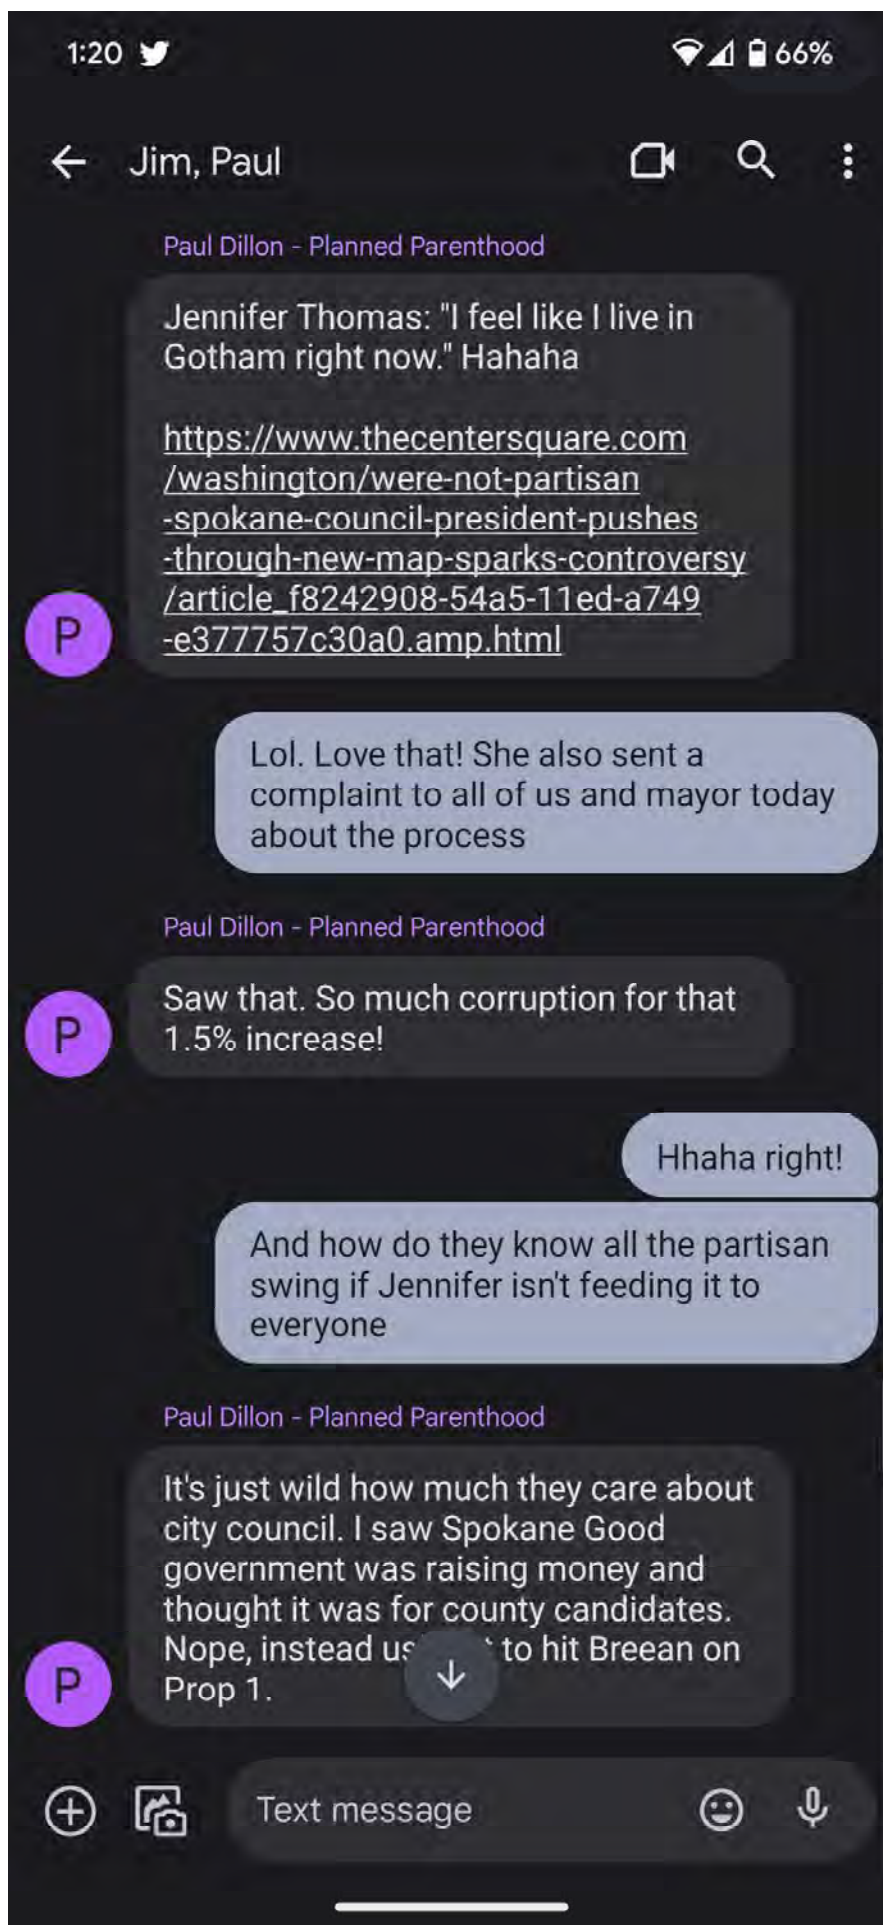 1:20 66%
Jim, Paul
Paul Dillon - Planned Parenthood
Jennifer Thomas: "I feel like I live in
Gotham right now." Hahaha
https://www.thecentersquare.com
/washington/were-not-partisan
-spokane-council-president-pushes
-through-new-map-sparks-controversy
/article_f8242908-54a5-11ed-a749
-e377757c30a0.amp.html
P
Lol. Love that! She also sent a
complaint to all of us and mayor today
about the process
Paul Dillon - Planned Parenthood
Saw that. So much corruption for that
1.5% increase!
P
Hhaha right!
And how do they know all the partisan
swing if Jennifer isn't feeding it to
everyone
Paul Dillon - Planned Parenthood
It's just wild how much they care about
city council. I saw Spokane Good
government was raising money and
thought it was for county candidates.
Nope, instead to hit Breean on
Prop 1.
P
Text message